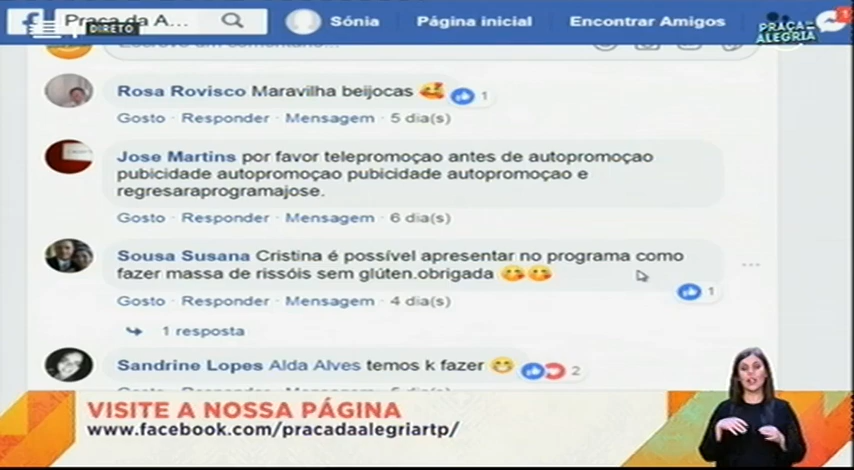 Praça da A...
Sónia
Página inicial
Encontrar Amigos
1
DIRETO
PRAÇA DA
ALEGRIA
Rosa Rovisco Maravilha beijocas 🥰 1
Gosto · Responder · Mensagem · 5 dia(s)
Jose Martins por favor telepromoçao antes de autopromoçao
pubicidade autopromoçao pubicidade autopromoçao e
regresaraprogramajose.
Gosto · Responder · Mensagem · 6 dia(s)
Sousa Susana Cristina é possível apresentar no programa como
fazer massa de rissóis sem glúten.obrigada 😋😋
1
Gosto · Responder · Mensagem · 4 dia(s)
1 resposta
Sandrine Lopes Alda Alves temos k fazer 😁 2
VISITE A NOSSA PÁGINA
www.facebook.com/pracadaalegriartp/